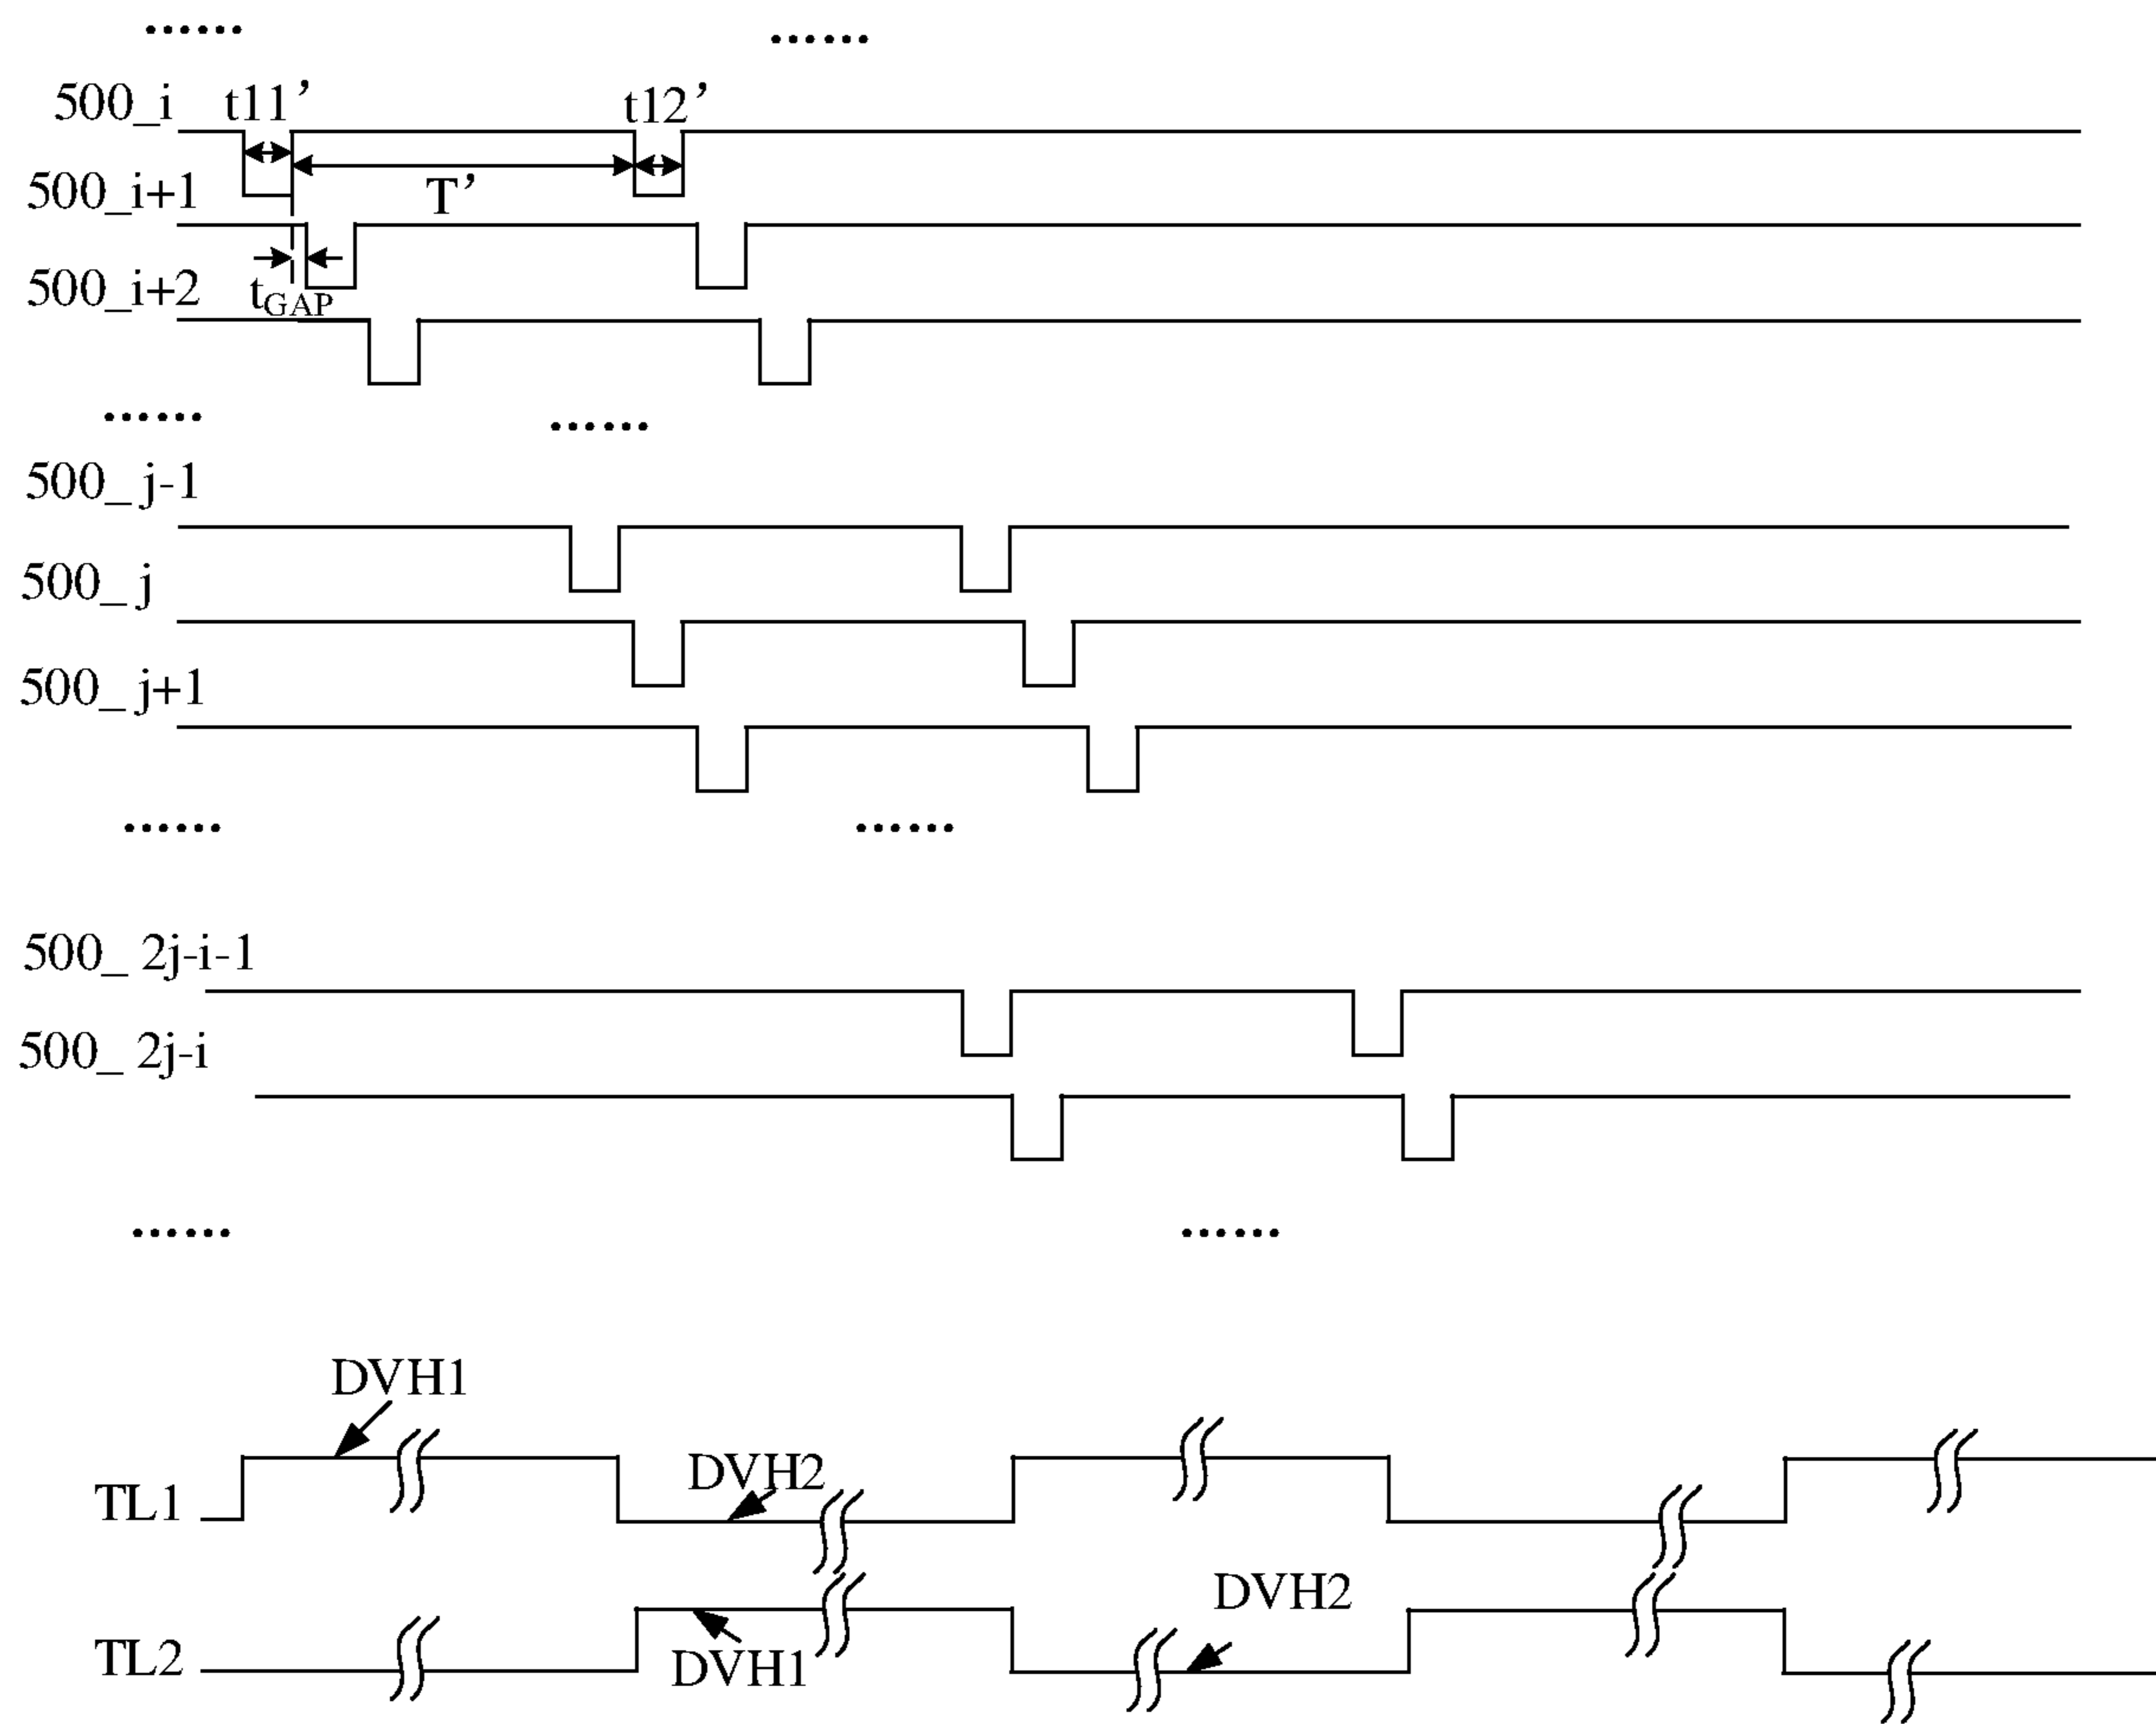 ...... ......
500_i t11’ t12’
500_i+1 T’
500_i+2 tGAP
...... ......
500_ j-1
500_ j
500_ j+1
...... ......
500_ 2j-i-1
500_ 2j-i
...... ......
DVH1
TL1 DVH2
DVH2
TL2 DVH1